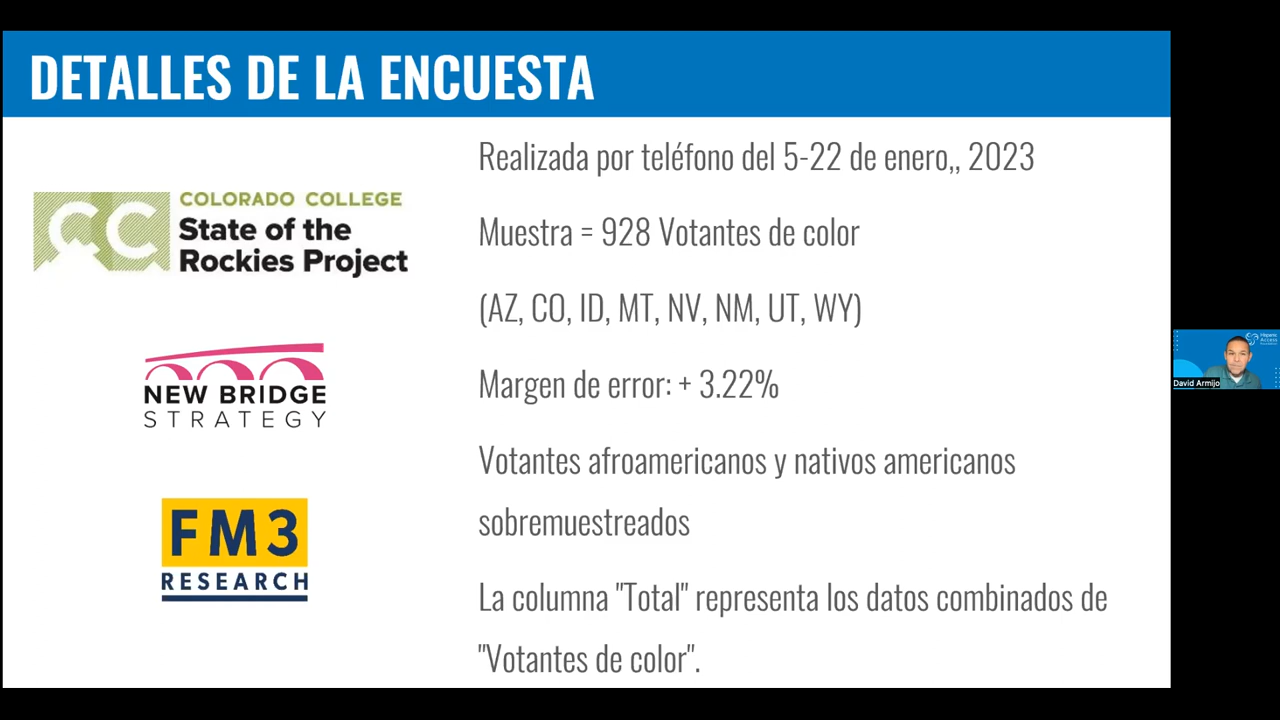 DETALLES DE LA ENCUESTA
COLORADO COLLEGE
State of the
Rockies Project
NEW BRIDGE
STRATEGY
FM3
RESEARCH
Realizada por teléfono del 5-22 de enero,, 2023
Muestra = 928 Votantes de color
(AZ, CO, ID, MT, NV, NM, UT, WY)
Margen de error: + 3.22%
Votantes afroamericanos y nativos americanos
sobremuestreados
La columna "Total" representa los datos combinados de
"Votantes de color".
Hispanic
Access
Foundation
David Armijo